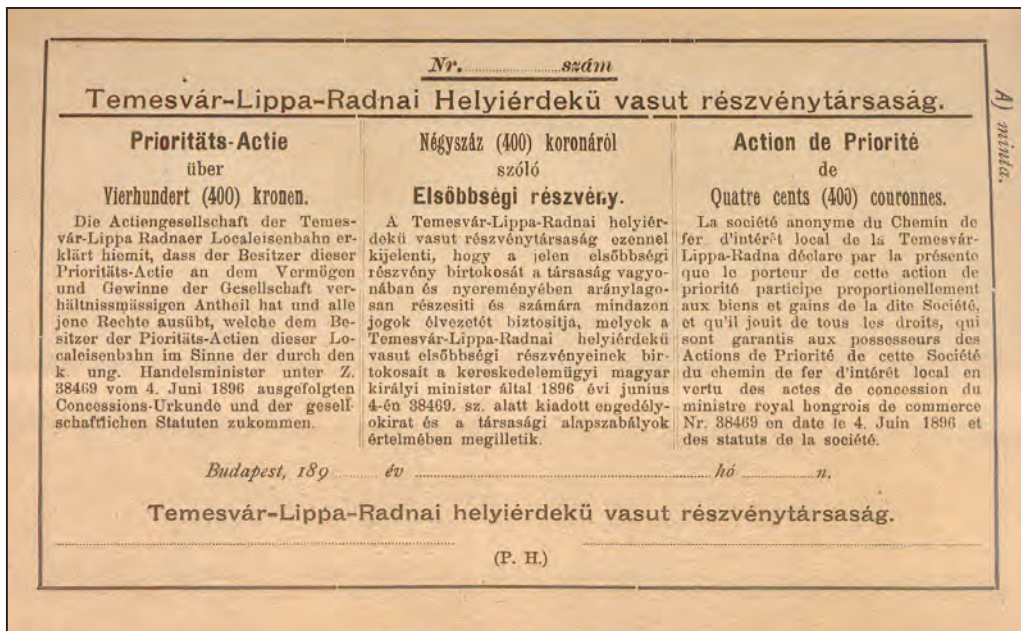 Nr. szám
Temesvár-Lippa-Radnai Helyiérdekü vasut részvénytársaság.
A) minta.
Prioritäts-Actie
über
Vierhundert (400) kronen.
Die Actiengesellschaft der Temes-
vár-Lippa Radnaer Localeisenbahn er-
klärt hiemit, dass der Besitzer dieser
Prioritäts-Actie an dem Vermögen
und Gewinne der Gesellschaft ver-
hältnissmässigen Antheil hat und alle
jene Rechte ausübt, welche dem Be-
sitzer der Pioritäts-Actien dieser Lo-
caleisenbahn im Sinne der durch den
k. ung. Handelsminister unter Z.
38469 vom 4. Juni 1896 ausgefolgten
Concessions-Urkunde und der gesell-
schaftlichen Statuten zukommen.
Négyszáz (400) koronáról
szóló
Elsőbbségi részvény.
A Temesvár-Lippa-Radnai helyiér-
dekü vasut részvénytársaság ezennel
kijelenti, hogy a jelen elsőbbségi
részvény birtokosát a társaság vagyo-
nában és nyereményében aránylago-
san részesiti és számára mindazon
jogok élvezetét biztositja, melyek a
Temesvár-Lippa-Radnai helyiérdekü
vasut elsőbbségi részvényeinek bir-
tokosait a kereskedelemügyi magyar
királyi minister által 1896 évi junius
4-én 38469. sz. alatt kiadott engedély-
okirat és a társasági alapszabályok
értelmében megilletik.
Action de Priorité
de
Quatre cents (400) couronnes.
La société anonyme du Chemin de
fer d'intérêt local de la Temesvár-
Lippa-Radna déclare par la présente
que le porteur de cette action de
priorité participe proportionellement
aux biens et gains de la dite Société,
et qu'il jouit de tous les droits, qui
sont garantis aux possesseurs des
Actions de Priorité de cette Société
du chemin de fer d'intérêt local en
vertu des actes de concession du
ministre royal hongrois de commerce
Nr. 38469 en date le 4. Juin 1896 et
des statuts de la société.
Budapest, 189 év hó n.
Temesvár-Lippa-Radnai helyiérdekü vasut részvénytársaság.
(P. H.)